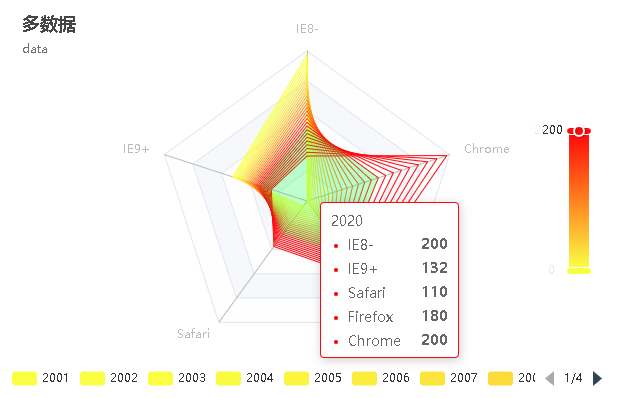 多数据
data
IE8-
IE9+
Chrome
Safari
200
0
2020
IE8- 200
IE9+ 132
Safari 110
Firefox 180
Chrome 200
2001 2002 2003 2004 2005 2006 2007
1/4